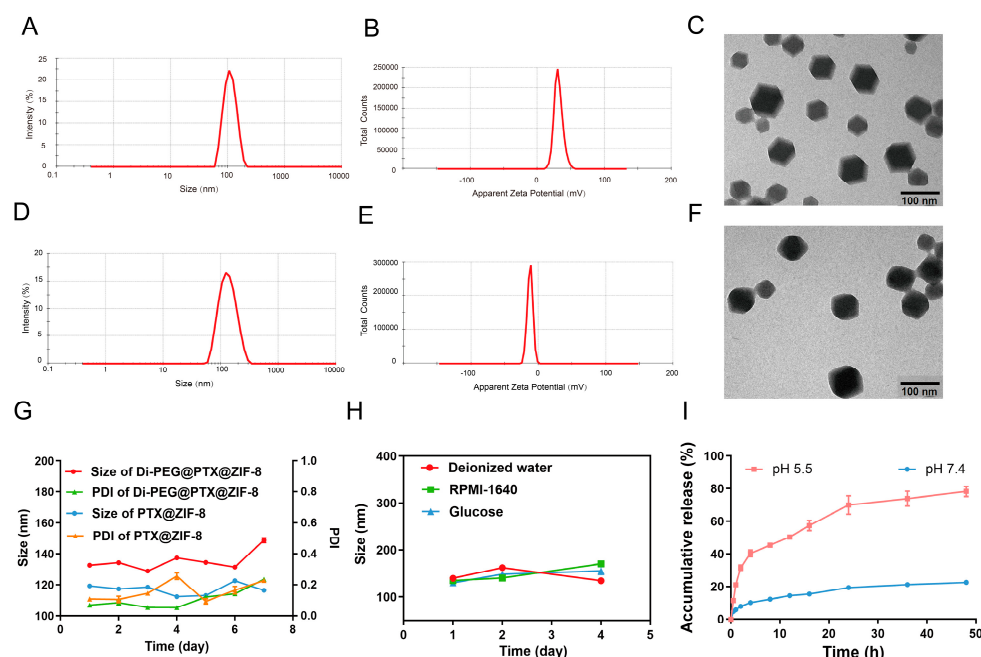 A
25
20
15
10
5
0
Intensity (%)
0.1
1
10
100
1000
10000
Size (nm)
B
250000
200000
150000
100000
50000
0
Total Counts
-100
0
100
200
Apparent Zeta Potential (mV)
C
100 nm
D
20
15
10
5
0
Intensity (%)
0.1
1
10
100
1000
10000
Size (nm)
E
300000
200000
100000
0
Total Counts
-100
0
100
200
Apparent Zeta Potential (mV)
F
100 nm
G
200
180
160
140
120
100
Size (nm)
Size of Di-PEG@PTX@ZIF-8
PDI of Di-PEG@PTX@ZIF-8
Size of PTX@ZIF-8
PDI of PTX@ZIF-8
1.0
0.8
0.6
0.4
0.2
0.0
PDI
0
2
4
6
8
Time (day)
H
400
300
200
100
Size (nm)
Deionized water
RPMI-1640
Glucose
0
1
2
3
4
5
Time (day)
I
100
80
60
40
20
0
Accumulative release (%)
pH 5.5
pH 7.4
0
10
20
30
40
50
Time (h)